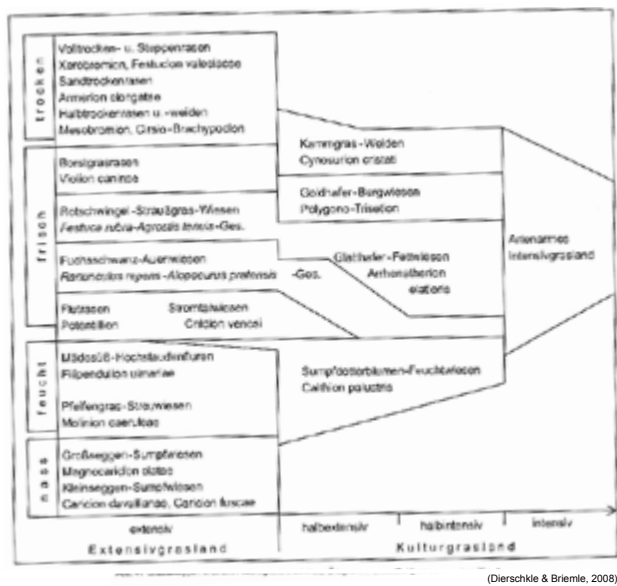 trocken
Volltrocken- u. Steppenrasen
Xerobromion, Festucion valesiacae
Sandtrockenrasen
Armerion elongatae
Halbtrockenrasen u. -weiden
Mesobromion, Cirsio-Brachypodion
Kammgras-Weiden
Cynosurion cristati
frisch
Borstgrasrasen
Violion caninae
Goldhafer-Bergwiesen
Polygono-Trisetion
Rotschwingel-Straußgras-Wiesen
Festuca rubra-Agrostis tenuis-Ges.
Fuchsschwanz-Auenwiesen
Ranunculus repens-Alopecurus pratensis -Ges.
Glatthafer-Fettwiesen
Arrhenatherion
elatioris
Artenarmes
Intensivgrasland
Flutrasen Stromtalwiesen
Potentillion Cnidion venosi
feucht
Mädesüß-Hochstaudenfluren
Filipendulion ulmariae
Pfeifengras-Streuwiesen
Molinion caeruleae
Sumpfdotterblumen-Feuchtwiesen
Calthion palustris
nass
Großseggen-Sumpfwiesen
Magnocaricion elatae
Kleinseggen-Sumpfwiesen
Caricion davallianae, Caricion fuscae
extensiv halbextensiv halbintensiv intensiv
Extensivgrasland Kulturgrasland
(Dierschkle & Briemle, 2008)